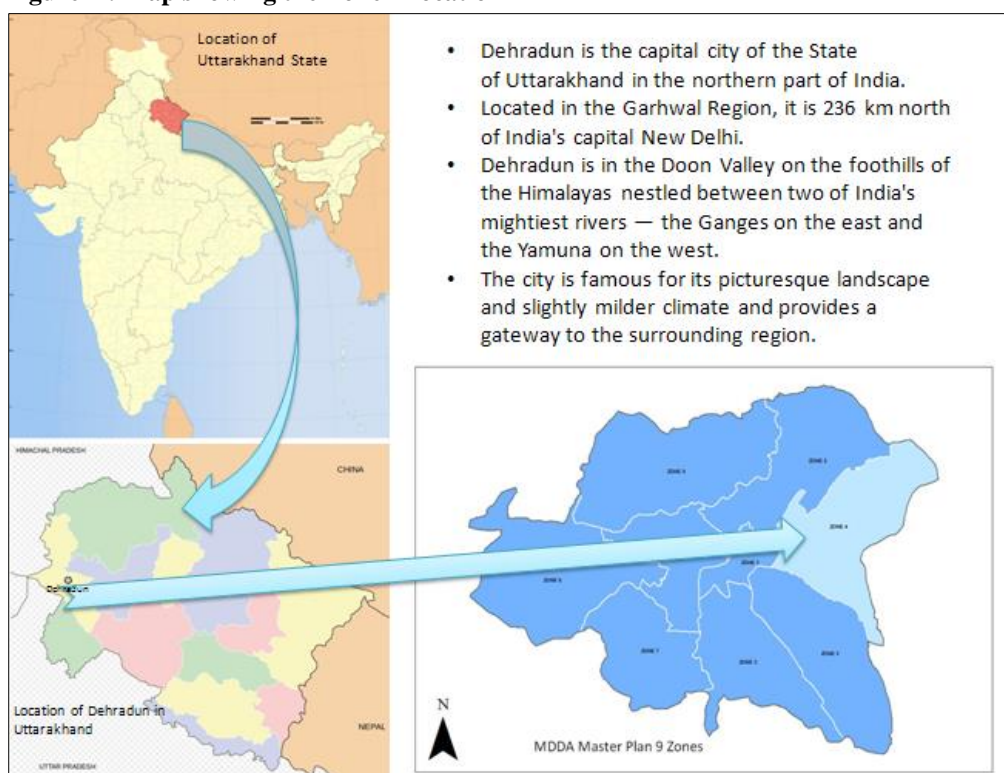 Location of
Uttarakhand State
• Dehradun is the capital city of the State
of Uttarakhand in the northern part of India.
• Located in the Garhwal Region, it is 236 km north
of India's capital New Delhi.
• Dehradun is in the Doon Valley on the foothills of
the Himalayas nestled between two of India's
mightiest rivers — the Ganges on the east and
the Yamuna on the west.
• The city is famous for its picturesque landscape
and slightly milder climate and provides a
gateway to the surrounding region.
HIMACHAL PRADESH
CHINA
Dehradun
Location of Dehradun in
Uttarakhand
NEPAL
UTTAR PRADESH
ZONE 4
ZONE 7
N
MDDA Master Plan 9 Zones